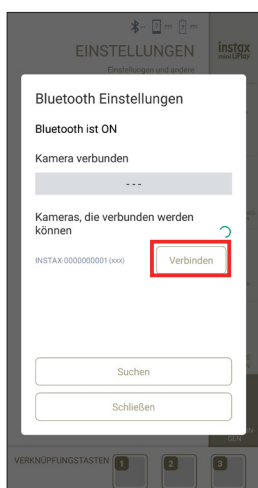 EINSTELLUNGEN
instax
mini LiPlay
Einstellungen und andere
Bluetooth Einstellungen
Bluetooth ist ON
Kamera verbunden
---
Kameras, die verbunden werden
können
INSTAX-0000000001 (xxx)
Verbinden
Suchen
Schließen
GEN
VERKNÜPFUNGSTASTEN
1
2
3